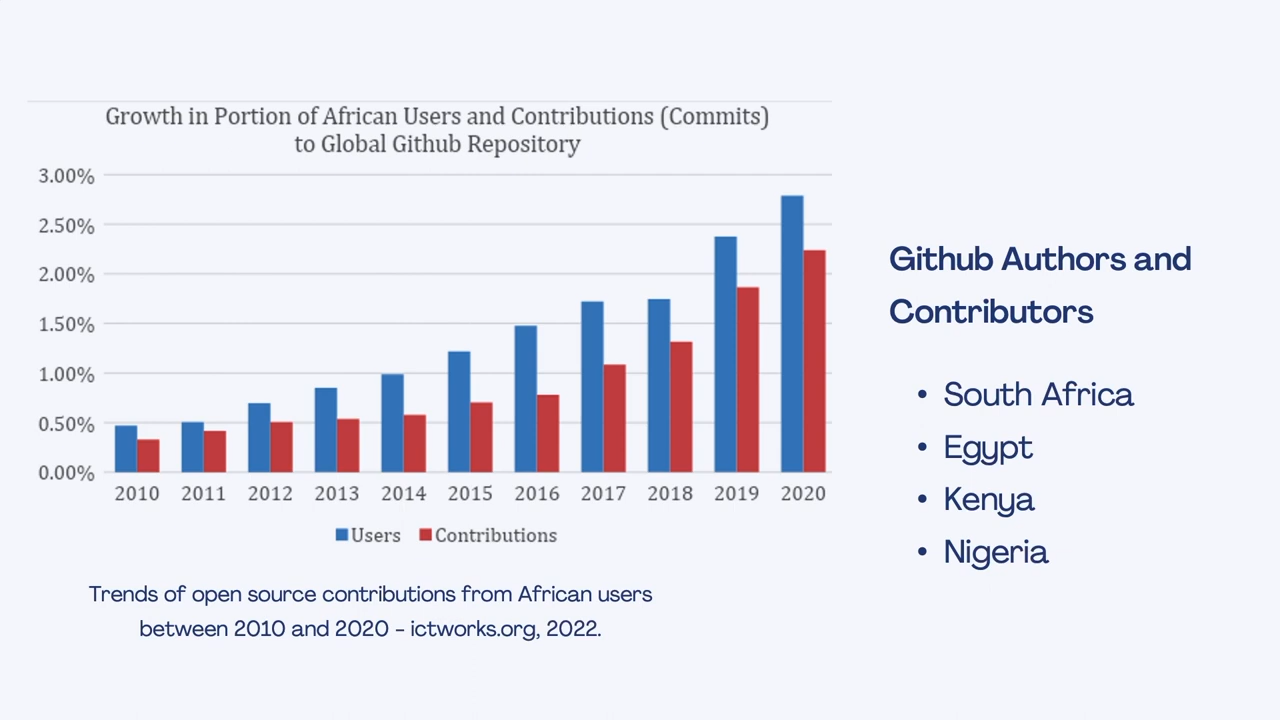 Growth in Portion of African Users and Contributions (Commits)
to Global Github Repository
3.00%
2.50%
2.00%
1.50%
1.00%
0.50%
0.00%
2010 2011 2012 2013 2014 2015 2016 2017 2018 2019 2020
Users Contributions
Trends of open source contributions from African users
between 2010 and 2020 - ictworks.org, 2022.
Github Authors and
Contributors
• South Africa
• Egypt
• Kenya
• Nigeria